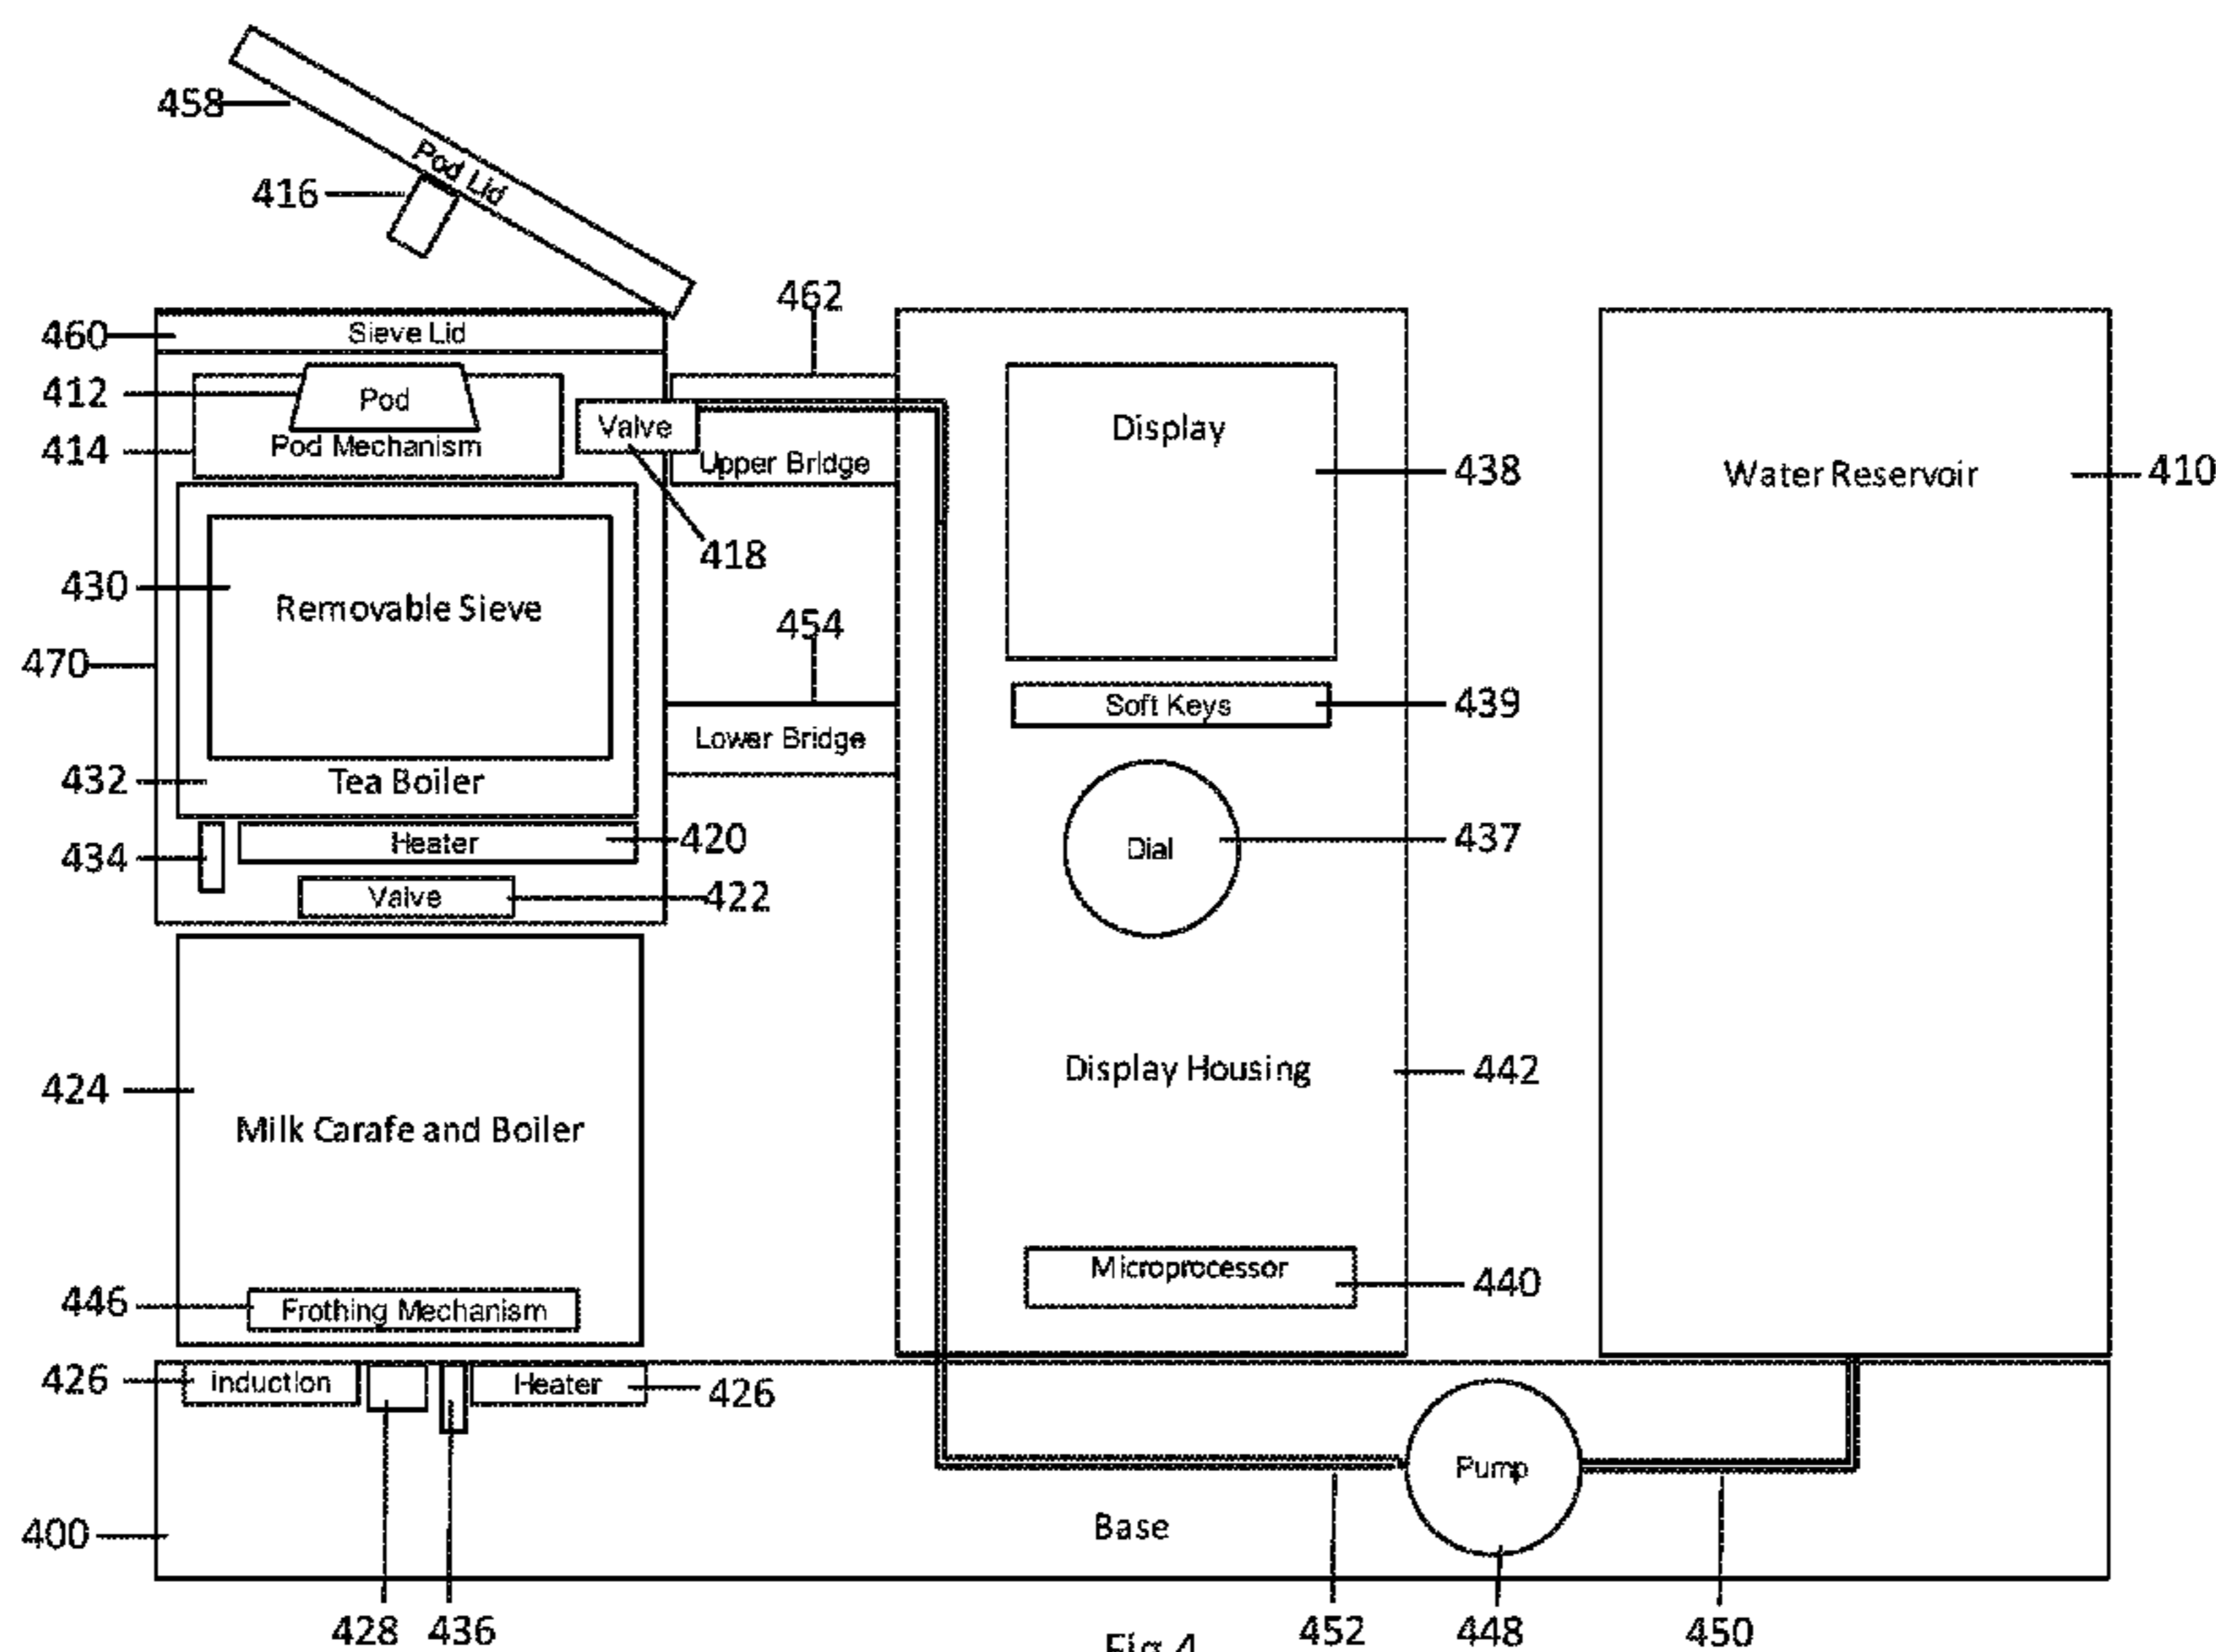 458
Pod Lid
416
462
460
Sieve Lid
412
Pod
414
Pod Mechanism
Valve
Upper Bridge
418
Display
438
Water Reservoir
410
430
Removable Sieve
454
470
Soft Keys
439
Lower Bridge
432
Tea Boiler
434
Heater
420
Dial
437
Valve
422
424
Milk Carafe and Boiler
Display Housing
442
446
Frothing Mechanism
Microprocessor
440
426
Induction
Heater
426
Pump
400
Base
428
436
Fig 4
452
448
450